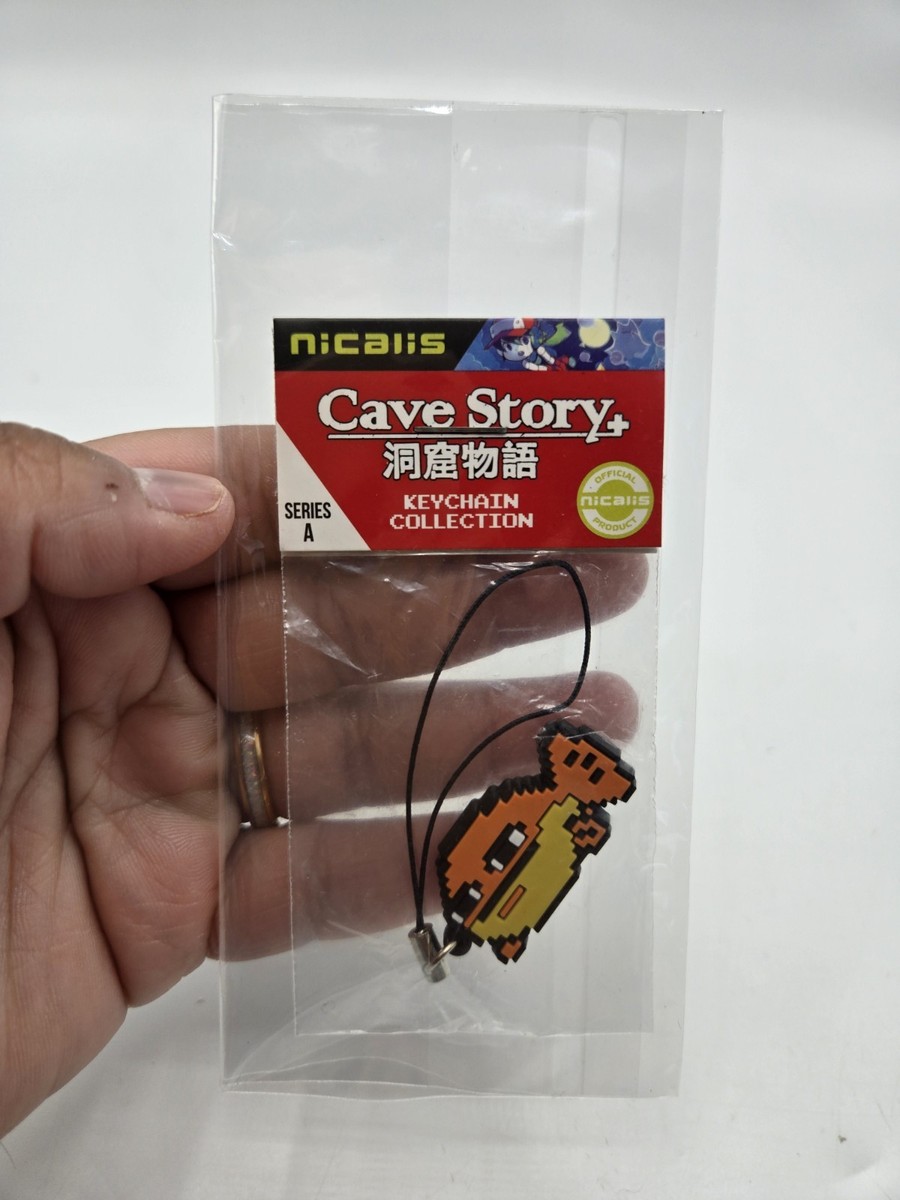 nicalis
Cave Story+
洞窟物語
KEYCHAIN
COLLECTION
SERIES
A
OFFICIAL
nicalis
PRODUCT